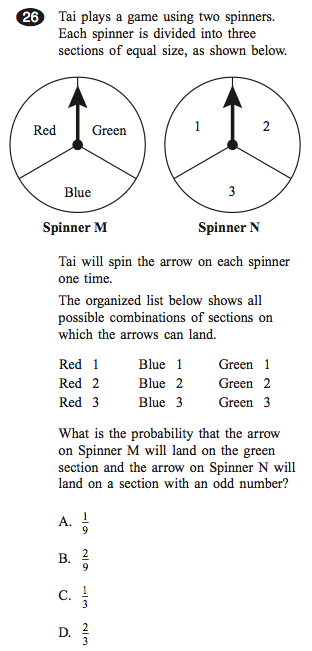 26 Tai plays a game using two spinners.
Each spinner is divided into three
sections of equal size, as shown below.
Red Green
Blue
Spinner M
1 2
3
Spinner N
Tai will spin the arrow on each spinner
one time.
The organized list below shows all
possible combinations of sections on
which the arrows can land.
Red 1 Blue 1 Green 1
Red 2 Blue 2 Green 2
Red 3 Blue 3 Green 3
What is the probability that the arrow
on Spinner M will land on the green
section and the arrow on Spinner N will
land on a section with an odd number?
A. 1/9
B. 2/9
C. 1/3
D. 2/3